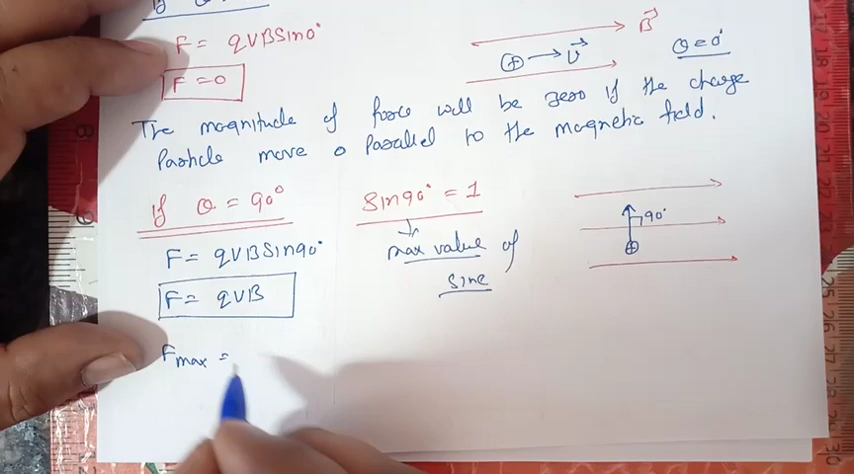 If
F = qVBSin0°
F = 0
B
V
θ = 0°
The magnitude of force will be zero if the charge
Particle move Parallel to the magnetic field.
If θ = 90°
Sin90° = 1
max value of
sine
90°
F = qVBSin90°
F = qVB
Fmax =